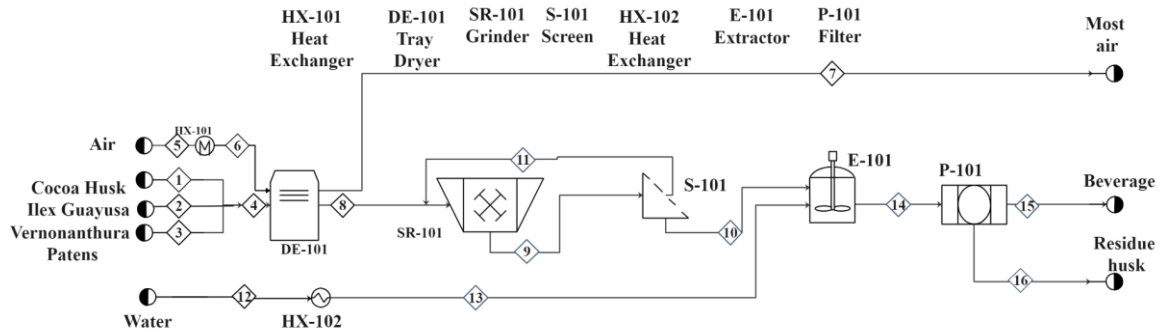 HX-101 DE-101 SR-101 S-101 HX-102 E-101 P-101
Heat Tray Grinder Screen Heat Extractor Filter
Exchanger Dryer Exchanger
Most
air
7
Air
5
HX-101
M
6
11
Cocoa Husk
1
Ilex Guayusa
2
4
Vernonanthura
Patens
3
DE-101
8
SR-101
9
S-101
10
E-101
14
P-101
15
Beverage
16
Residue
husk
Water
12
HX-102
13